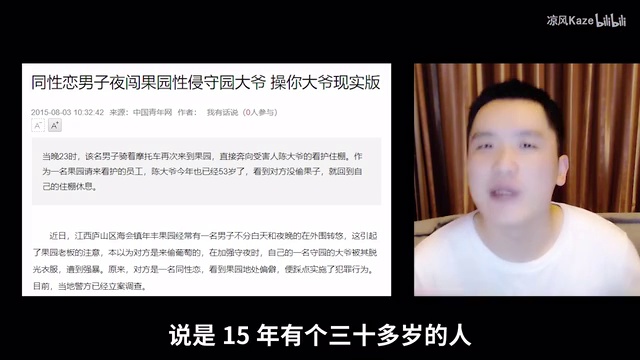 凉风Kaze bilibili
同性恋男子夜闯果园性侵守园大爷 操你大爷现实版
2015-08-03 10:32:42 来源：中国青年网 作者： 我有话说（0人参与）
A- A+
当晚23时，该名男子骑着摩托车再次来到果园，直接奔向受害人陈大爷的看护住棚。作
为一名果园请来看护的员工，陈大爷今年也已经53岁了，看到对方没偷果子，就回到自
己的住棚休息。
近日，江西庐山区海会镇年丰果园经常有一名男子不分白天和夜晚的在外围转悠，这引起
了果园老板的注意，本以为对方是来偷葡萄的，在加强守夜时，自己的一名守园的大爷被其脱
光衣服，遭到强暴。原来，对方是一名同性恋，看到果园地处偏僻，便踩点实施了犯罪行为。
目前，当地警方已经立案调查。
说是 15 年有个三十多岁的人